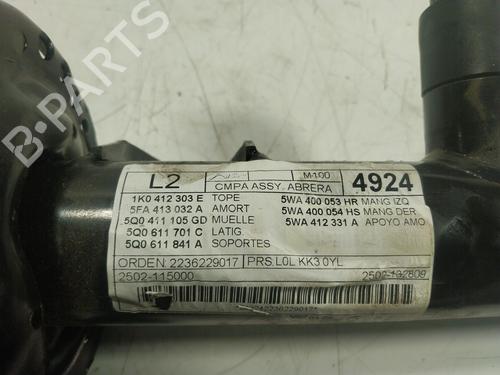 B-PARTS
L2
M-100
4924
CMPA ASSY. ABRERA
1K0 412 303 E TOPE
5FA 413 032 A AMORT
5Q0 411 105 GD MUELLE
5Q0 611 701 C LATIG
5Q0 611 841 A SOPORTES
5WA 400 053 HR MANG IZQ
5WA 400 054 HS MANG DER
5WA 412 331 A APOYO AMO
ORDEN: 2236229017 PRS L0L KK3 0YL
2502-115000